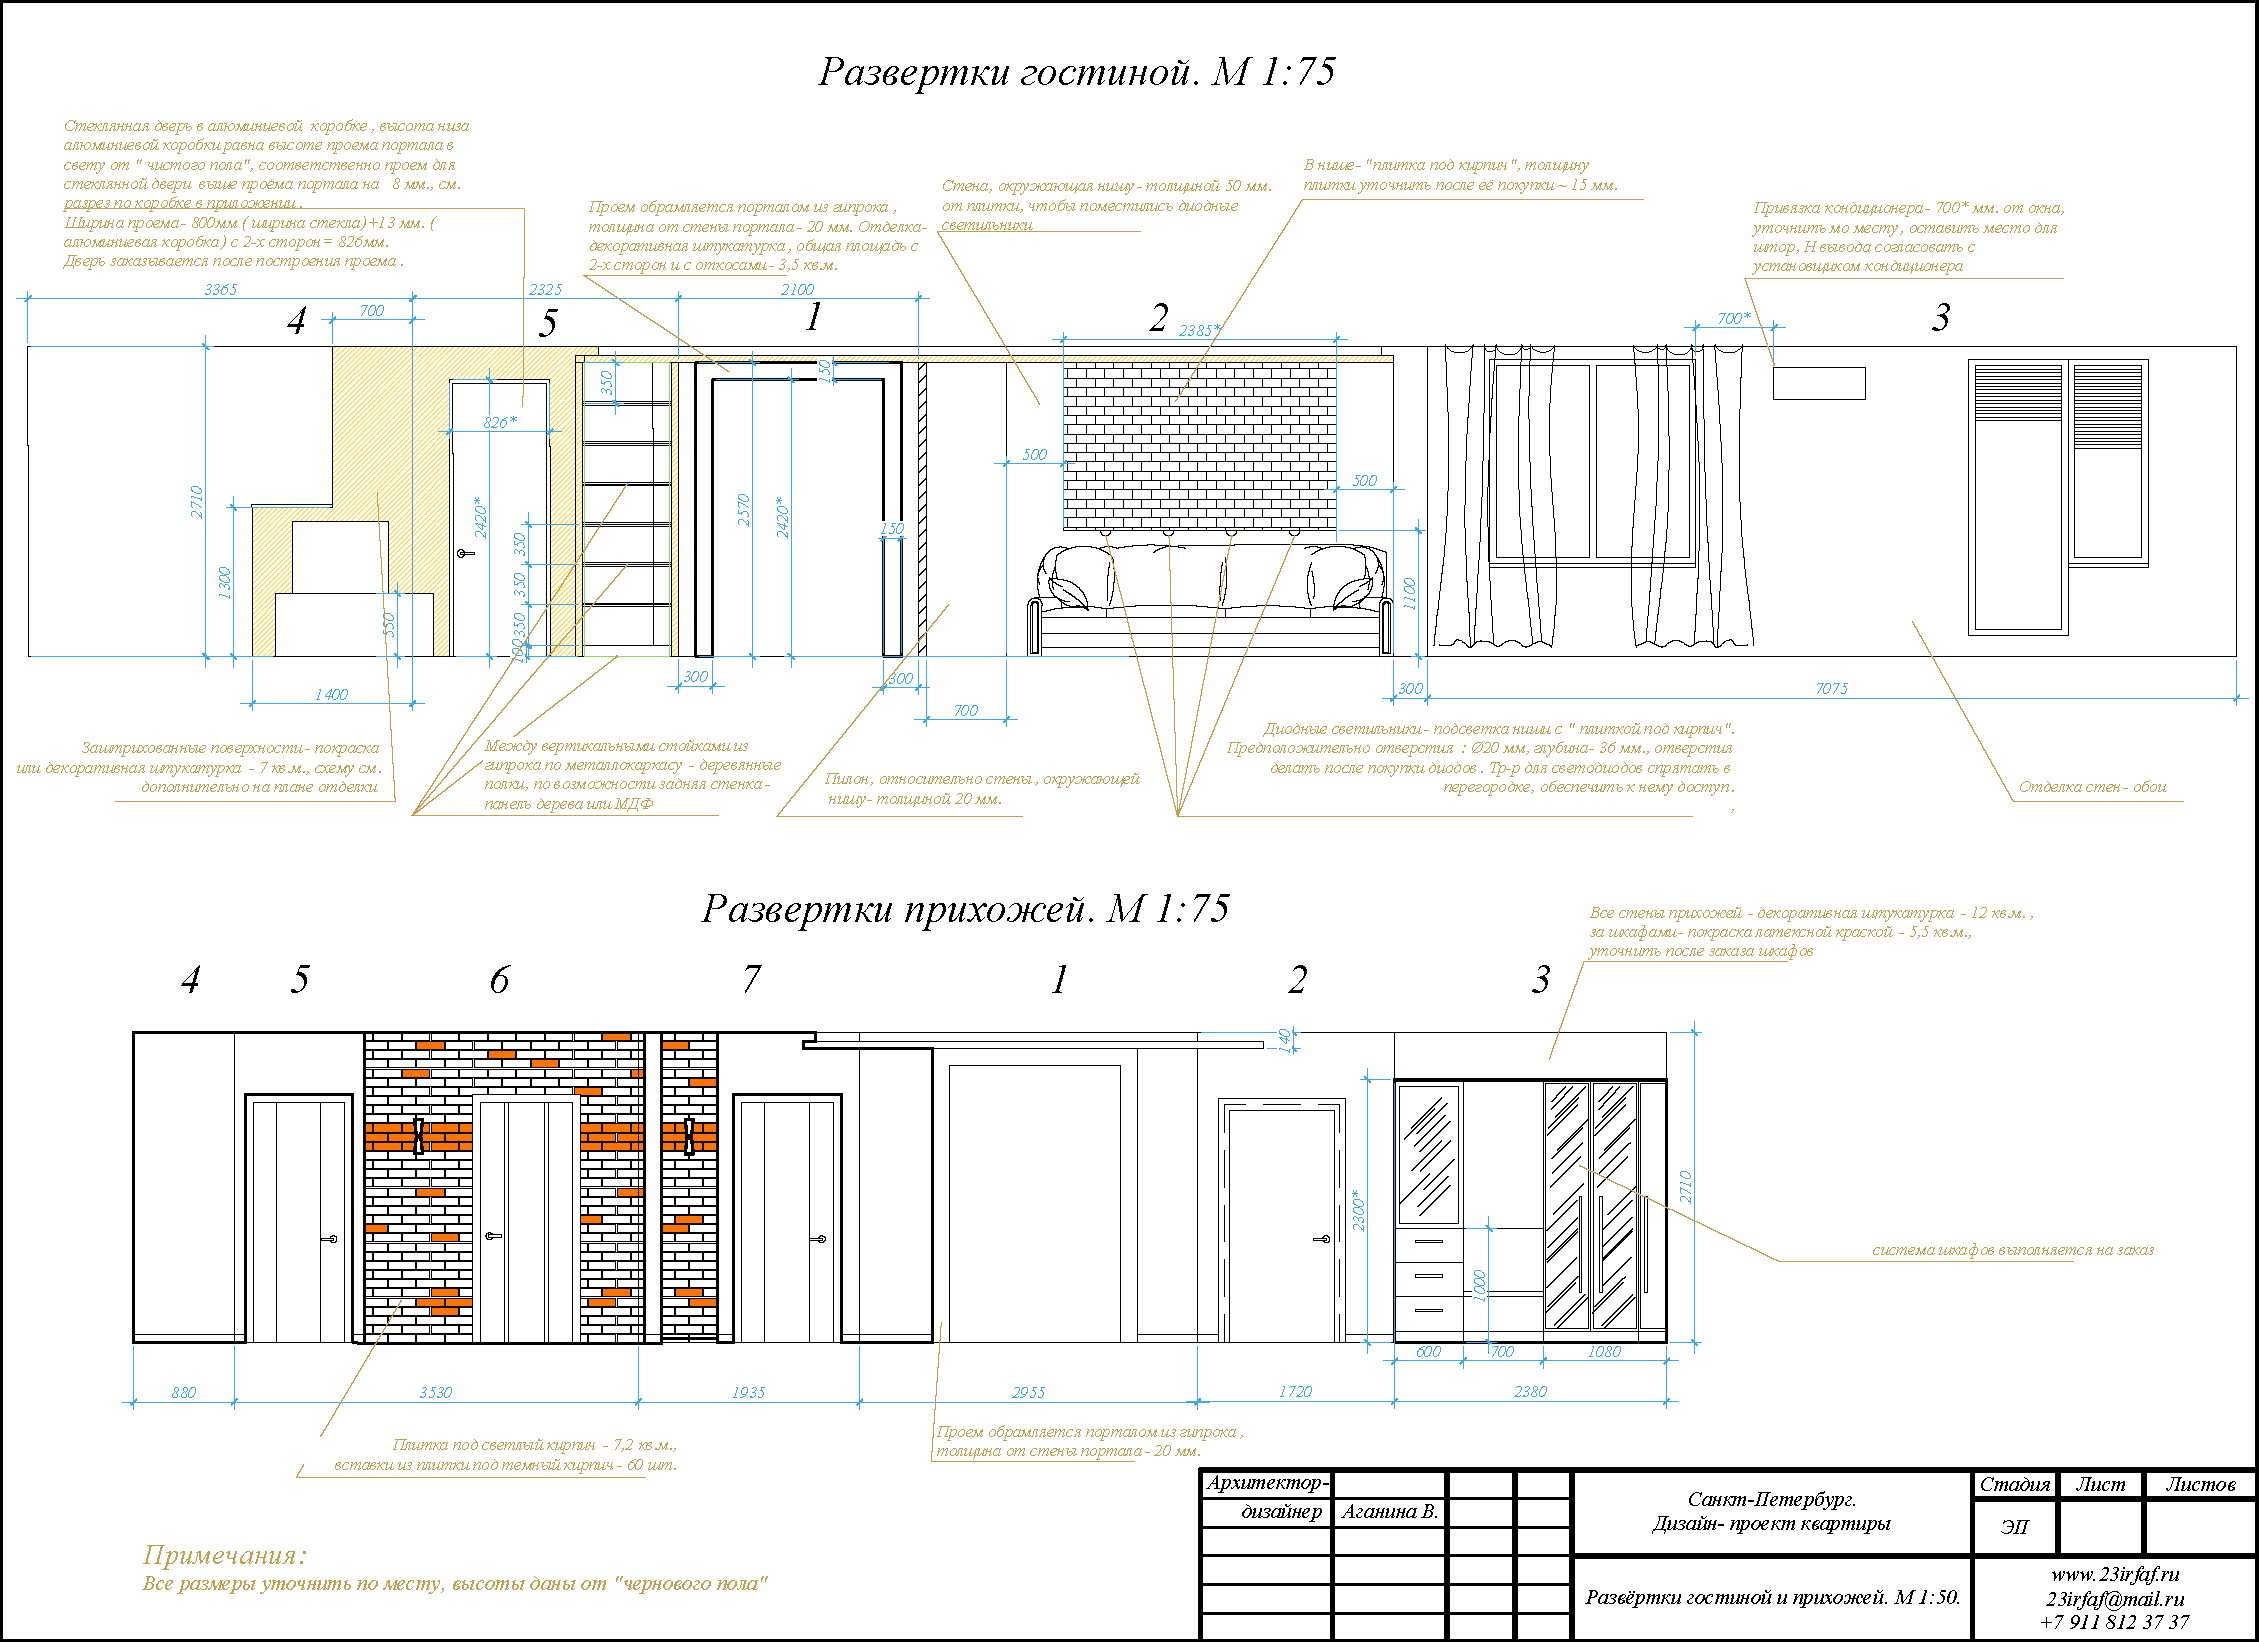 Развертки гостиной. М 1:75
Стеклянная дверь в алюминиевой коробке, высота низа
алюминиевой коробки равна высоте проема портала в
свету от " чистого пола", соответственно проем для
стеклянной двери выше проёма портала на 8 мм., см.
разрез по коробке в приложении.
Ширина проема- 800мм ( ширина стекла)+13 мм. (
алюминиевая коробка) с 2-х сторон= 826мм.
Дверь заказывается после построения проема.
Проем обрамляется порталом из гипрока,
толщина от стены портала- 20 мм. Отделка-
декоративная штукатурка, общая площадь с
2-х сторон и с откосами- 3,5 кв.м.
Стена, окружающая нишу- толщиной 50 мм.
от плитки, чтобы поместились диодные
светильники
В нише- "плитка под кирпич", толщину
плитки уточнить после её покупки ~ 15 мм.
Привязка кондиционера- 700* мм. от окна,
уточнить мо месту, оставить место для
штор, Н вывода согласовать с
установщиком кондиционера
3365
2325
2100
700
4
5
1
2
3
2385*
700*
350
150
826*
500
500
2710
2420*
2570
2420*
150
350
350
350
100
1300
550
1100
1400
300
300
700
300
7075
Заштрихованные поверхности- покраска
или декоративная штукатурка - 7 кв.м., схему см.
дополнительно на плане отделки
Между вертикальными стойками из
гипрока по металлокаркасу - деревянные
полки, по возможности задняя стенка-
панель дерева или МДФ
Пилон, относительно стены, окружающей
нишу- толщиной 20 мм.
Диодные светильники- подсветка ниши с " плиткой под кирпич".
Предположительно отверстия : Ø20 мм, глубина- 36 мм., отверстия
делать после покупки диодов. Тр-р для светодиодов спрятать в
перегородке, обеспечить к нему доступ.
,
Отделка стен- обои
Развертки прихожей. М 1:75
Все стены прихожей - декоративная штукатурка - 12 кв.м.,
за шкафами- покраска латексной краской - 5,5 кв.м.,
уточнить после заказа шкафов
4
5
6
7
1
2
3
140
2300*
2710
1000
система шкафов выполняется на заказ
600
700
1080
880
3530
1935
2955
1720
2380
Плитка под светлый кирпич - 7,2 кв.м.,
вставки из плитки под темный кирпич- 60 шт.
Проем обрамляется порталом из гипрока,
толщина от стены портала- 20 мм.
Примечания:
Все размеры уточнить по месту, высоты даны от "чернового пола"
Архитектор-
дизайнер Аганина В.
Санкт-Петербург.
Дизайн- проект квартиры
Стадия Лист Листов
ЭП
Развёртки гостиной и прихожей. М 1:50.
www.23irfaf.ru
23irfaf@mail.ru
+7 911 812 37 37